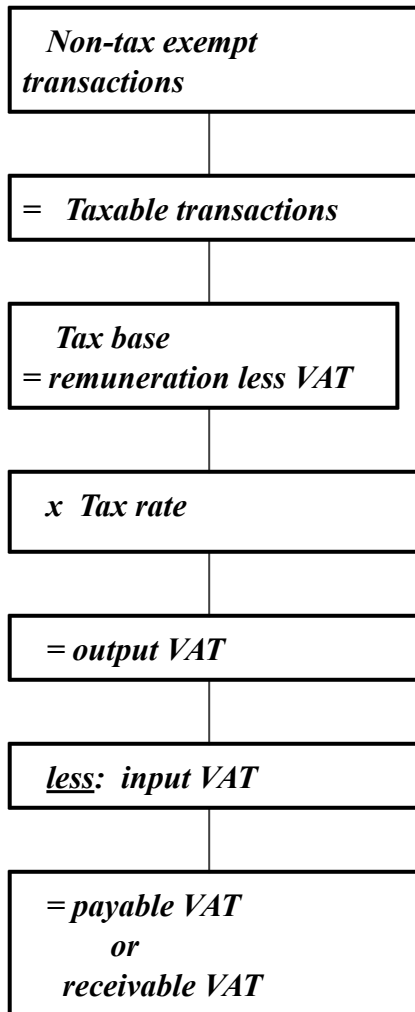 Non-tax exempt
transactions
= Taxable transactions
Tax base
= remuneration less VAT
x Tax rate
= output VAT
less: input VAT
= payable VAT
or
receivable VAT